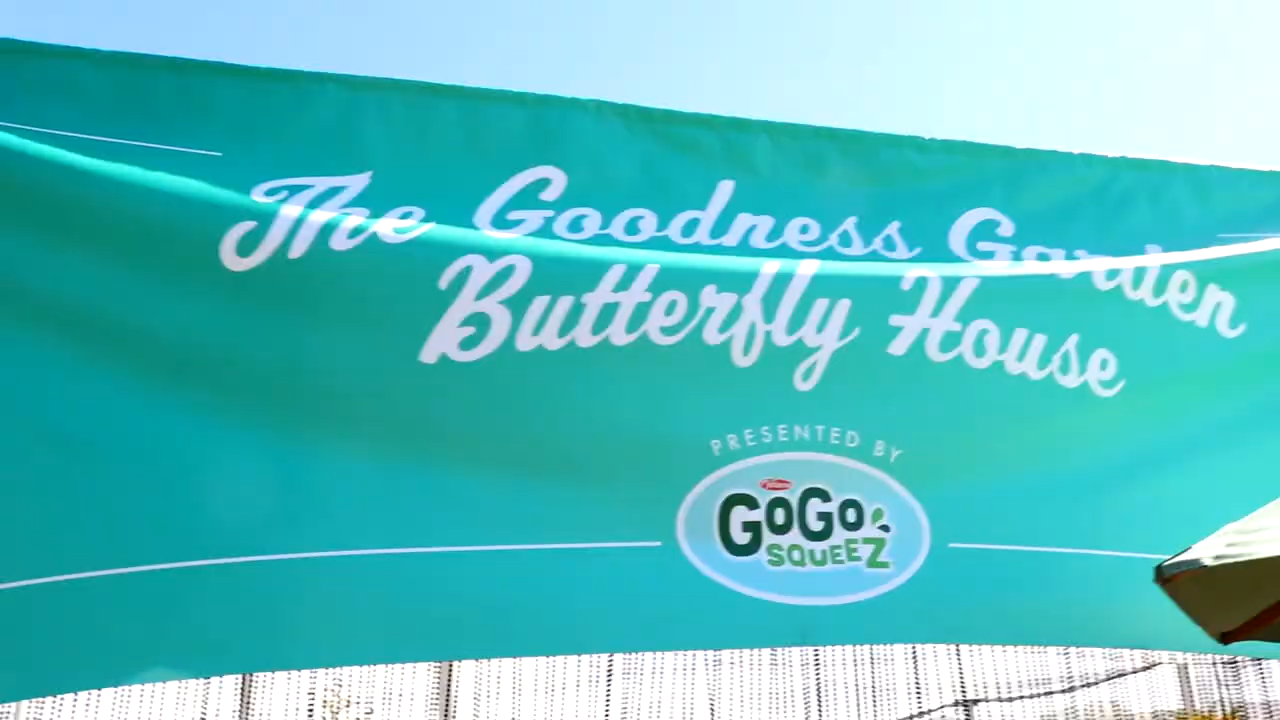 The Goodness Garden
Butterfly House
PRESENTED BY
GoGo
SQUEEZ